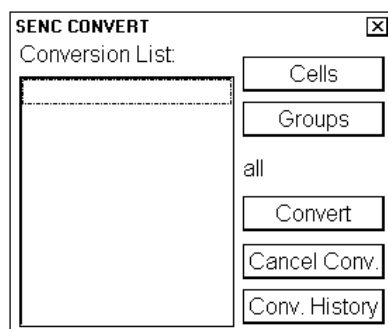 SENC CONVERT
Conversion List:
Cells
Groups
all
Convert
Cancel Conv.
Conv. History